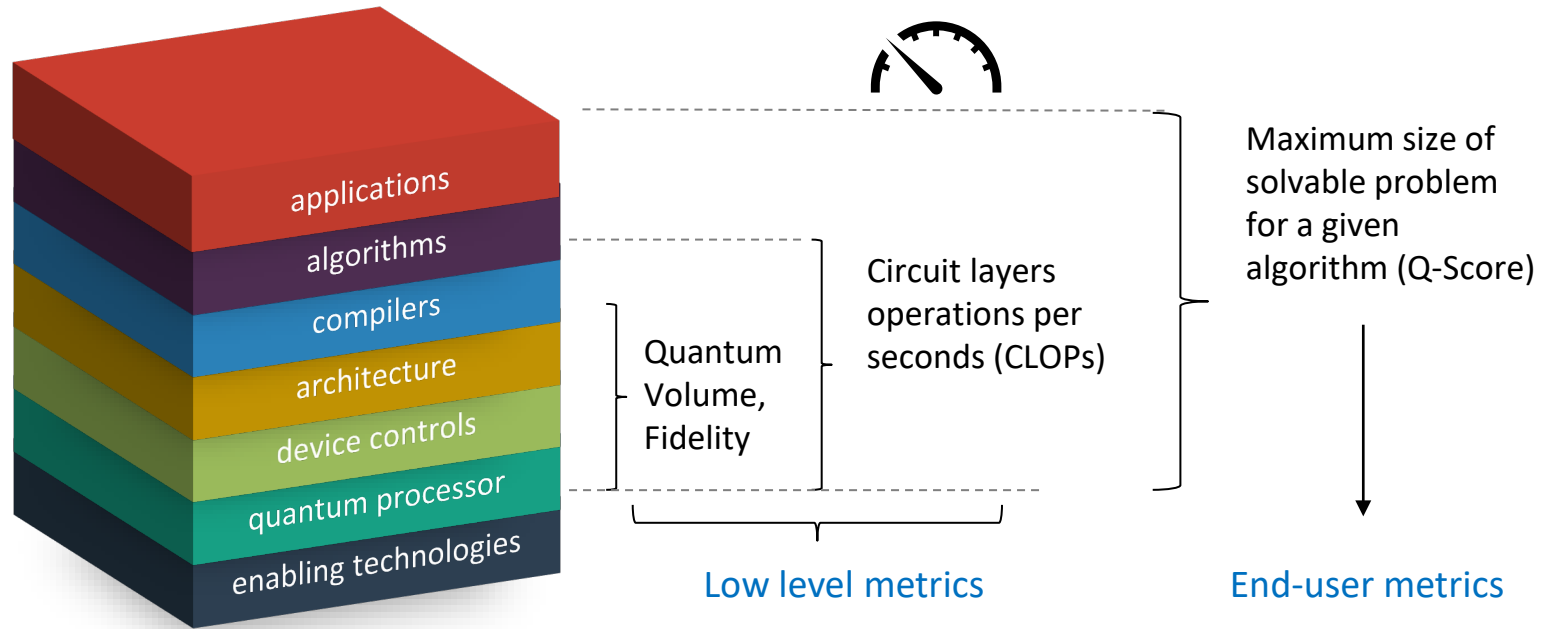 applications
algorithms
compilers
architecture
device controls
quantum processor
enabling technologies
Quantum
Volume,
Fidelity
Circuit layers
operations per
seconds (CLOPs)
Low level metrics
Maximum size of
solvable problem
for a given
algorithm (Q-Score)
End-user metrics